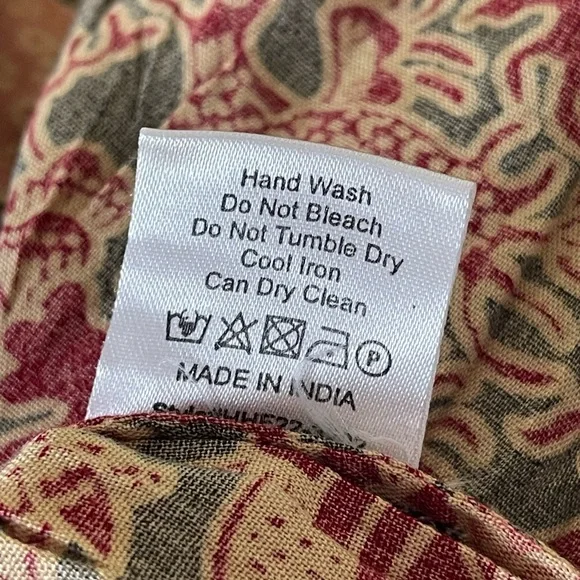 Hand Wash
Do Not Bleach
Do Not Tumble Dry
Cool Iron
Can Dry Clean
P
MADE IN INDIA